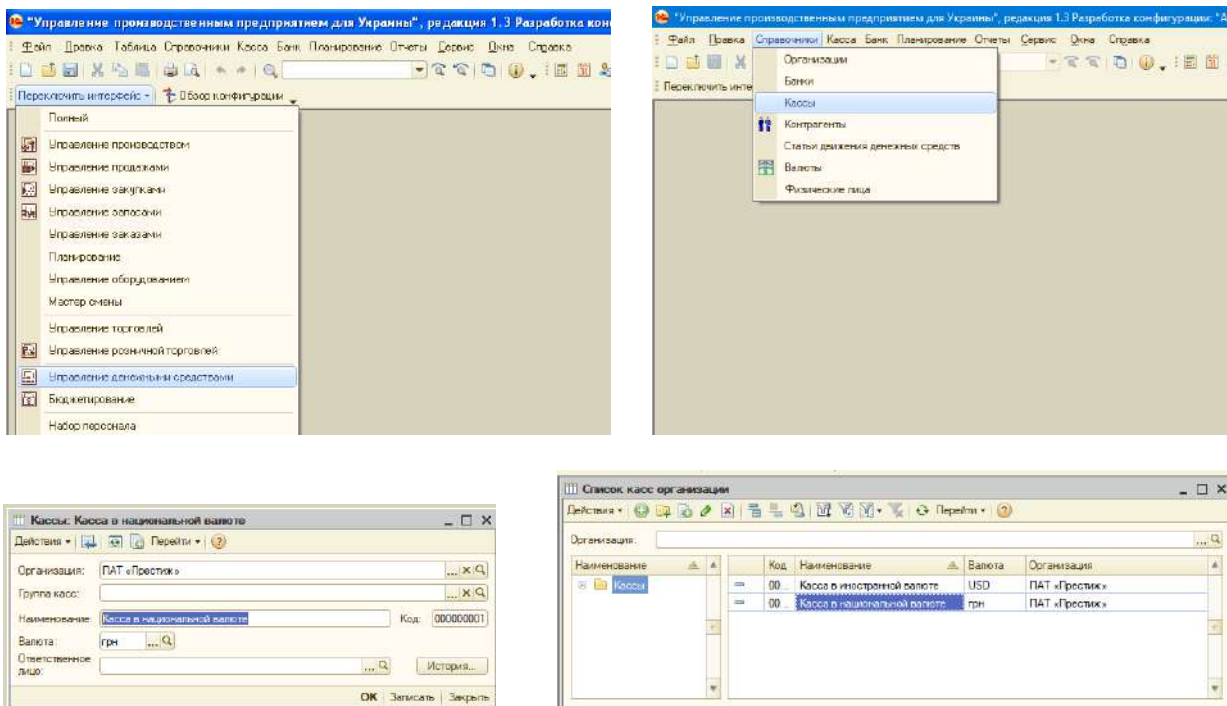 "Управление производственным предприятием для Украины", редакция 1.3 Разработка кон
Файл Правка Таблица Справочники Касса Банк Планирование Отчеты Сервис Окна Справка
Переключить интерфейс Обзор конфигурации
Полный
Управление производством
Управление продажами
Управление закупками
Управление запасами
Управление заказами
Планирование
Управление оборудованием
Мастер смены
Управление торговлей
Управление розничной торговлей
Управление денежными средствами
Бюджетирование
Набор персонала
"Управление производственным предприятием для Украины", редакция 1.3 Разработка конфигурации: "А
Файл Правка Справочники Касса Банк Планирование Отчеты Сервис Окна Справка
Переключить инте
Организации
Банки
Кассы
Контрагенты
Статьи движения денежных средств
Валюты
Физические лица
Кассы: Касса в национальной валюте
Действия Перейти
Организация: ПАТ «Престиж»
Группа касс:
Наименование: Касса в национальной валюте Код: 000000001
Валюта: грн
Ответственное
лицо: История...
OK Записать Закрыть
Список касс организации
Действия Перейти
Организация:
Наименование Код Наименование Валюта Организация
Кассы 00... Касса в иностранной валюте USD ПАТ «Престиж»
00... Касса в национальной валюте грн ПАТ «Престиж»